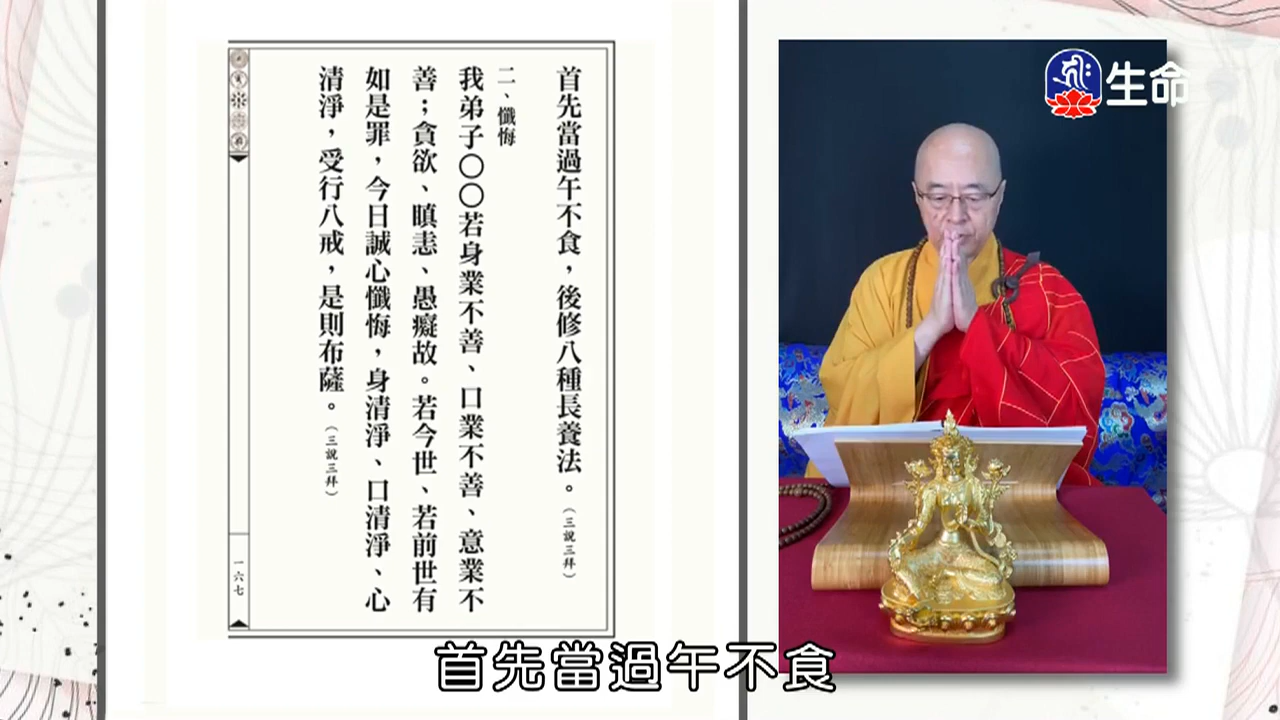 首先當過午不食，後修八種長養法。（三說三拜）
二、懺悔
我弟子〇〇若身業不善、口業不善、意業不
善；貪欲、瞋恚、愚癡故。若今世、若前世有
如是罪，今日誠心懺悔，身清淨、口清淨、心
清淨，受行八戒，是則布薩。（三說三拜）
一六七
生命
首先當過午不食